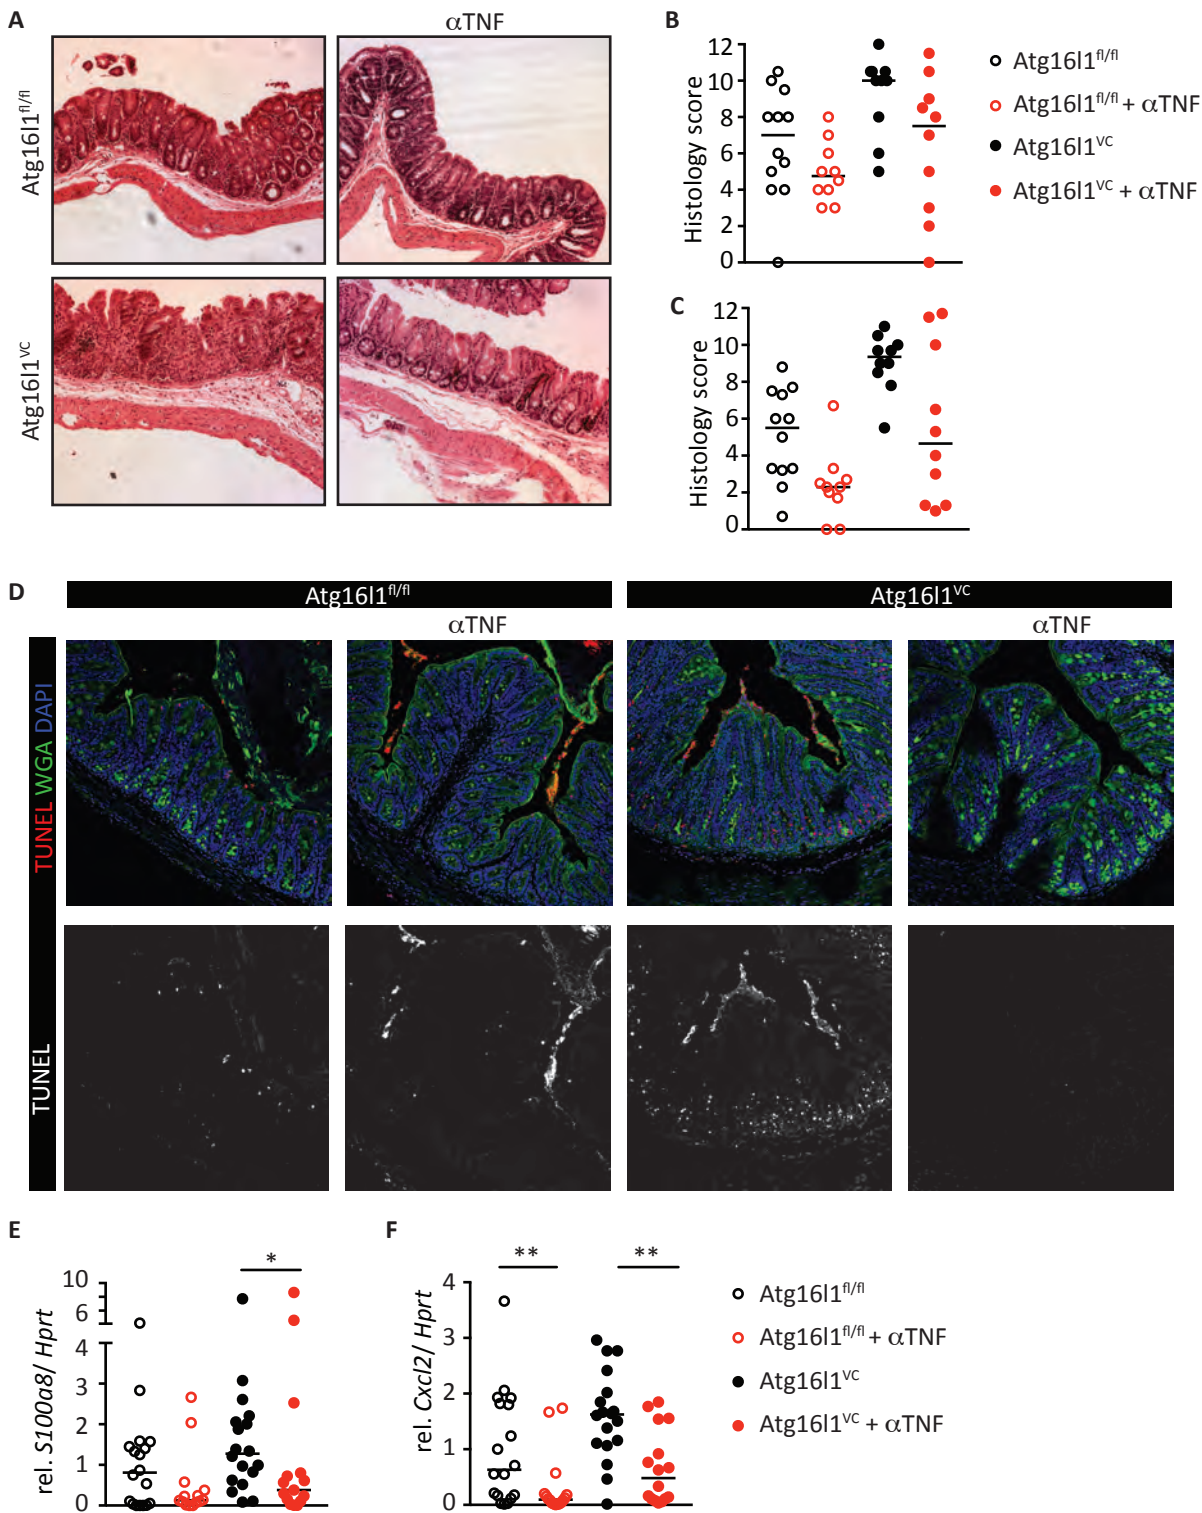 A
αTNF
Atg16l1fl/fl
Atg16l1VC
B
Histology score
12
10
8
6
4
2
0
Atg16l1fl/fl
Atg16l1fl/fl + αTNF
Atg16l1VC
Atg16l1VC + αTNF
C
Histology score
12
10
8
6
4
2
0
D
Atg16l1fl/fl
Atg16l1VC
αTNF
αTNF
TUNEL WGA DAPI
TUNEL
E
rel. S100a8/ Hprt
10
6
4
3
2
1
0
*
F
rel. Cxcl2/ Hprt
4
3
2
1
0
**
**
Atg16l1fl/fl
Atg16l1fl/fl + αTNF
Atg16l1VC
Atg16l1VC + αTNF